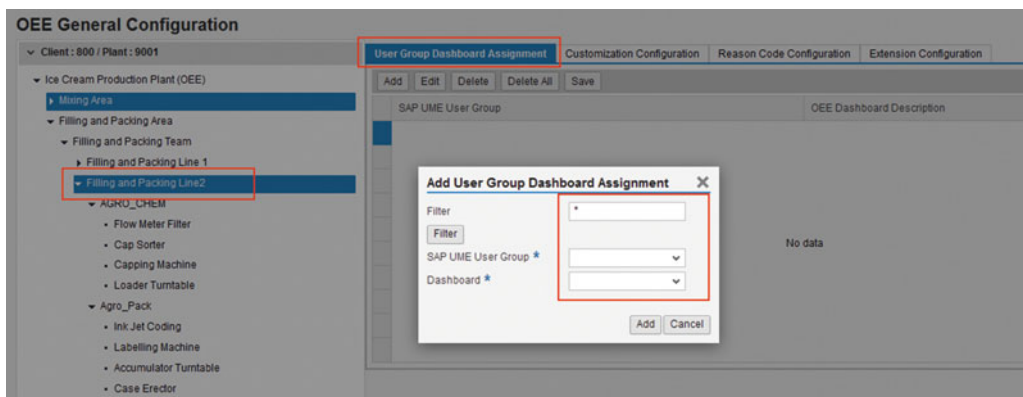 OEE General Configuration
Client : 800 / Plant : 9001
Ice Cream Production Plant (OEE)
Mixing Area
Filling and Packing Area
Filling and Packing Team
Filling and Packing Line 1
Filling and Packing Line2
AGRO_CHEM
Flow Meter Filter
Cap Sorter
Capping Machine
Loader Turntable
Agro_Pack
Ink Jet Coding
Labelling Machine
Accumulator Turntable
Case Erector
User Group Dashboard Assignment Customization Configuration Reason Code Configuration Extension Configuration
Add Edit Delete Delete All Save
SAP UME User Group OEE Dashboard Description
No data
Add User Group Dashboard Assignment
Filter *
Filter
SAP UME User Group *
Dashboard *
Add Cancel